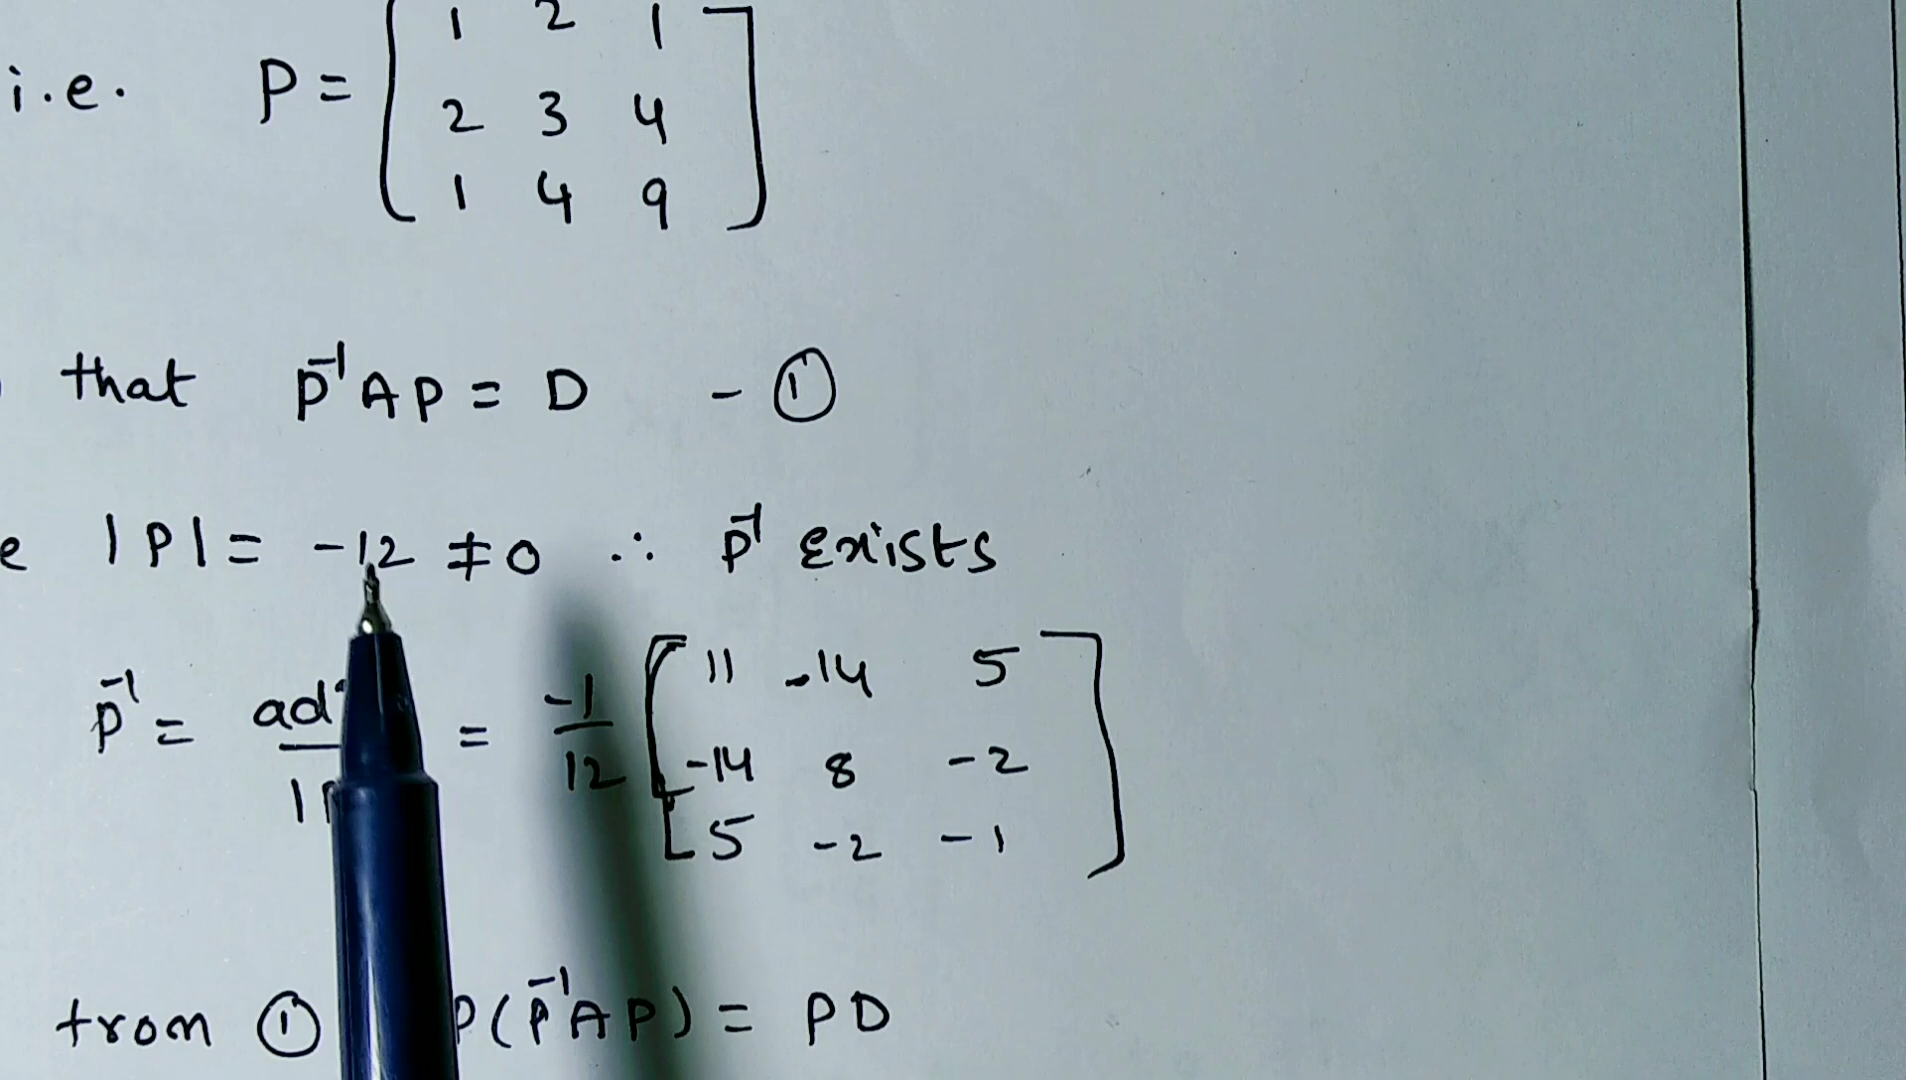 1 2 1
i.e. P = 2 3 4
1 4 9
that P⁻¹AP = D - ①
e |P| = -12 ≠ 0 ∴ P⁻¹ Exists
11 -14 5
P⁻¹ = = -1/12 -14 8 -2
5 -2 -1
from ① P(P⁻¹AP) = PD